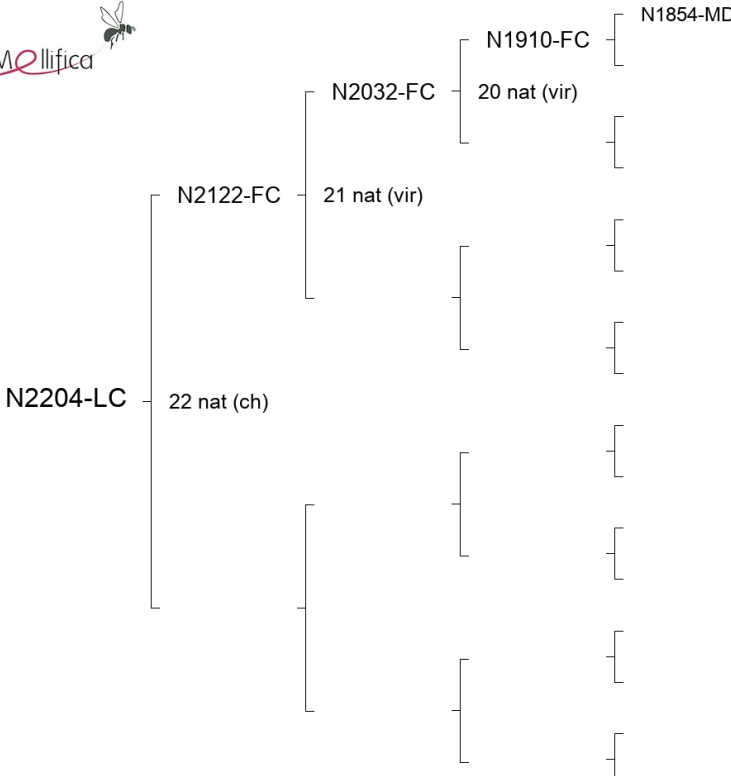 Mellifica
N1854-MD
N1910-FC
N2032-FC
20 nat (vir)
N2122-FC
21 nat (vir)
N2204-LC
22 nat (ch)